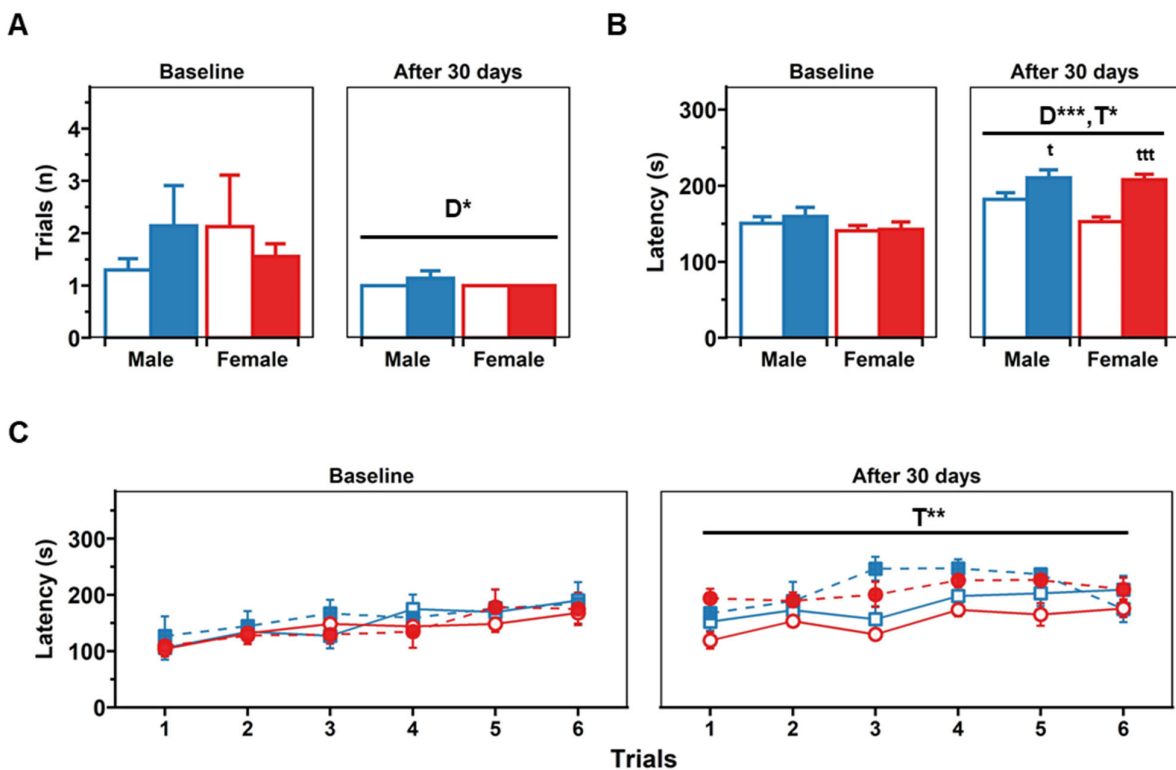 A
Baseline
After 30 days
Trials (n)
4
3
2
1
0
D*
Male
Female
Male
Female
B
Baseline
After 30 days
Latency (s)
300
200
100
0
D***,T*
t
ttt
Male
Female
Male
Female
C
Baseline
After 30 days
Latency (s)
300
200
100
0
T**
1 2 3 4 5 6
1 2 3 4 5 6
Trials